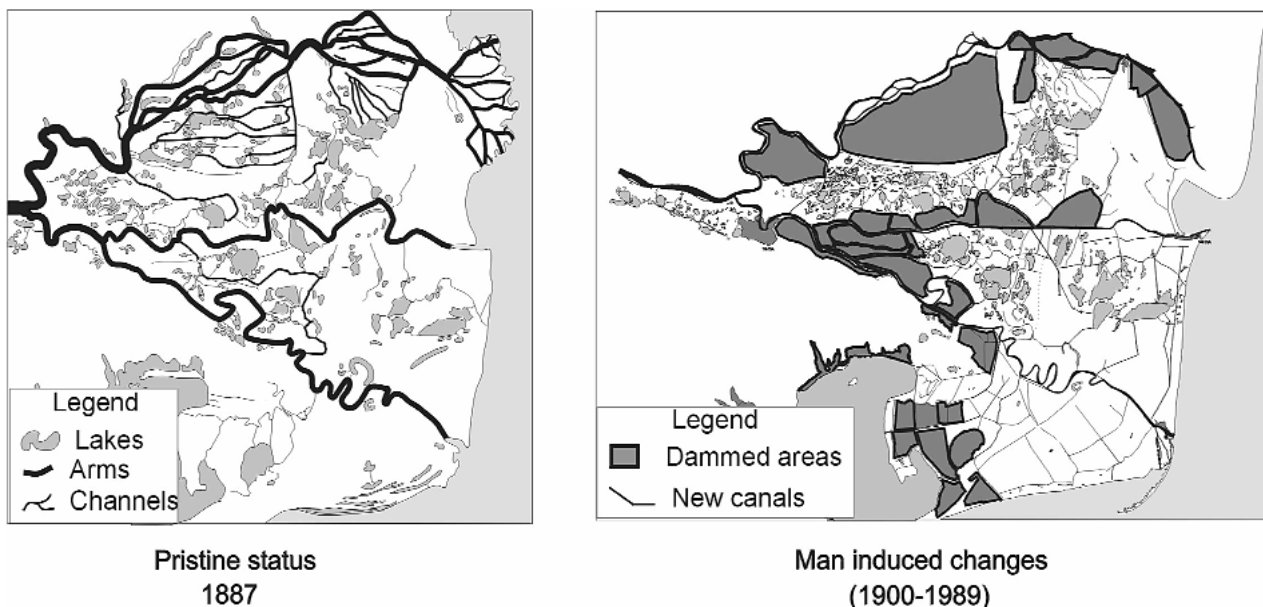 Legend
Lakes
Arms
Channels
Pristine status
1887
Legend
Dammed areas
New canals
Man induced changes
(1900-1989)